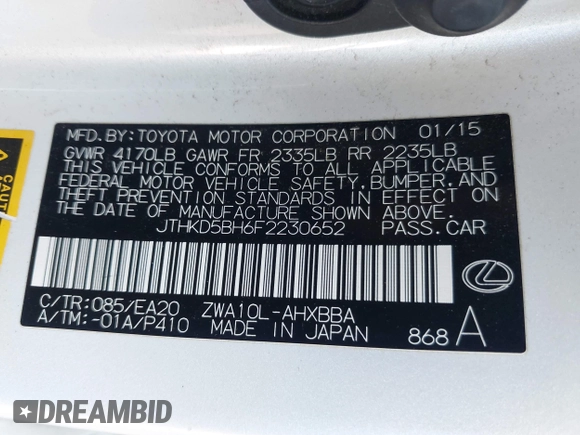 MFD. BY: TOYOTA MOTOR CORPORATION 01/15
GVWR 4170LB GAWR FR 2335LB RR 2235LB
THIS VEHICLE CONFORMS TO ALL APPLICABLE
FEDERAL MOTOR VEHICLE SAFETY, BUMPER, AND
THEFT PREVENTION STANDARDS IN EFFECT ON
THE DATE OF MANUFACTURE SHOWN ABOVE.
JTHKD5BH6F2230652 PASS. CAR
C/TR: 085/EA20 ZWA10L-AHXBBA
A/TM: -01A/P410 MADE IN JAPAN
868 A
DREAMBID